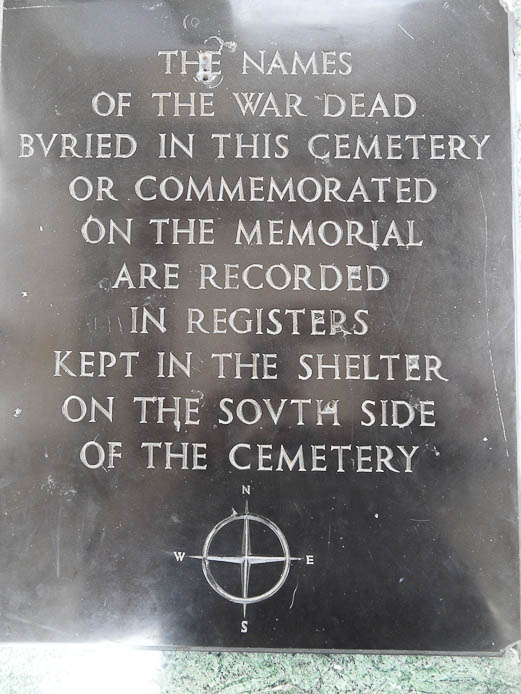 THE NAMES
OF THE WAR DEAD
BVRIED IN THIS CEMETERY
OR COMMEMORATED
ON THE MEMORIAL
ARE RECORDED
IN REGISTERS
KEPT IN THE SHELTER
ON THE SOVTH SIDE
OF THE CEMETERY
N
W E
S